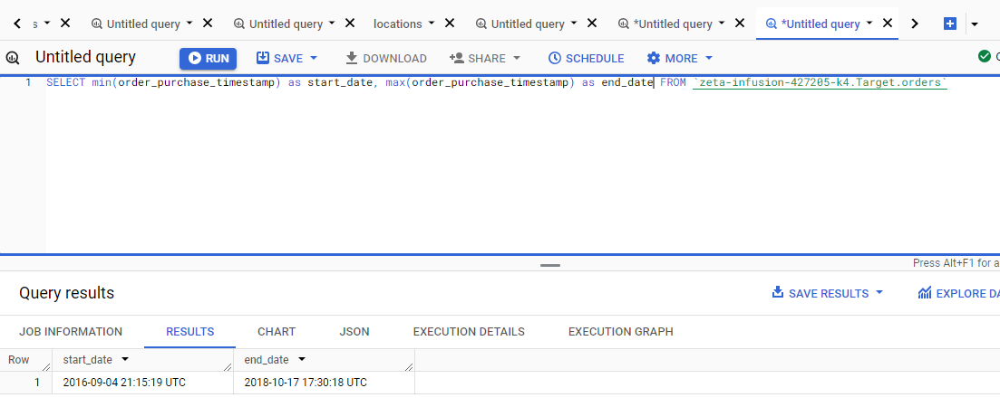 s Untitled query Untitled query locations Untitled query *Untitled query *Untitled query
Untitled query RUN SAVE DOWNLOAD SHARE SCHEDULE MORE
1 SELECT min(order_purchase_timestamp) as start_date, max(order_purchase_timestamp) as end_date FROM `zeta-infusion-427205-k4.Target.orders`
Press Alt+F1 for a
Query results SAVE RESULTS EXPLORE DA
JOB INFORMATION RESULTS CHART JSON EXECUTION DETAILS EXECUTION GRAPH
Row start_date end_date
1 2016-09-04 21:15:19 UTC 2018-10-17 17:30:18 UTC